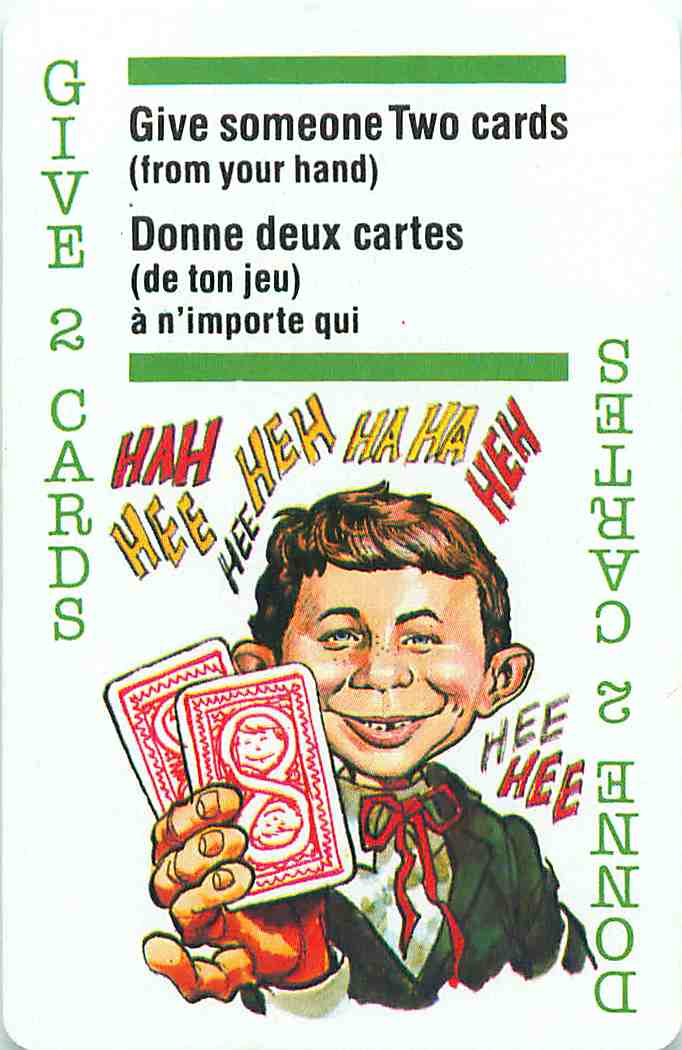 GIVE 2 CARDS
Give someone Two cards
(from your hand)
Donne deux cartes
(de ton jeu)
à n'importe qui
HAH
HEH
HA HA
HEH
HEE
HEE
HEE
HEE
DONNE 2 CARTES